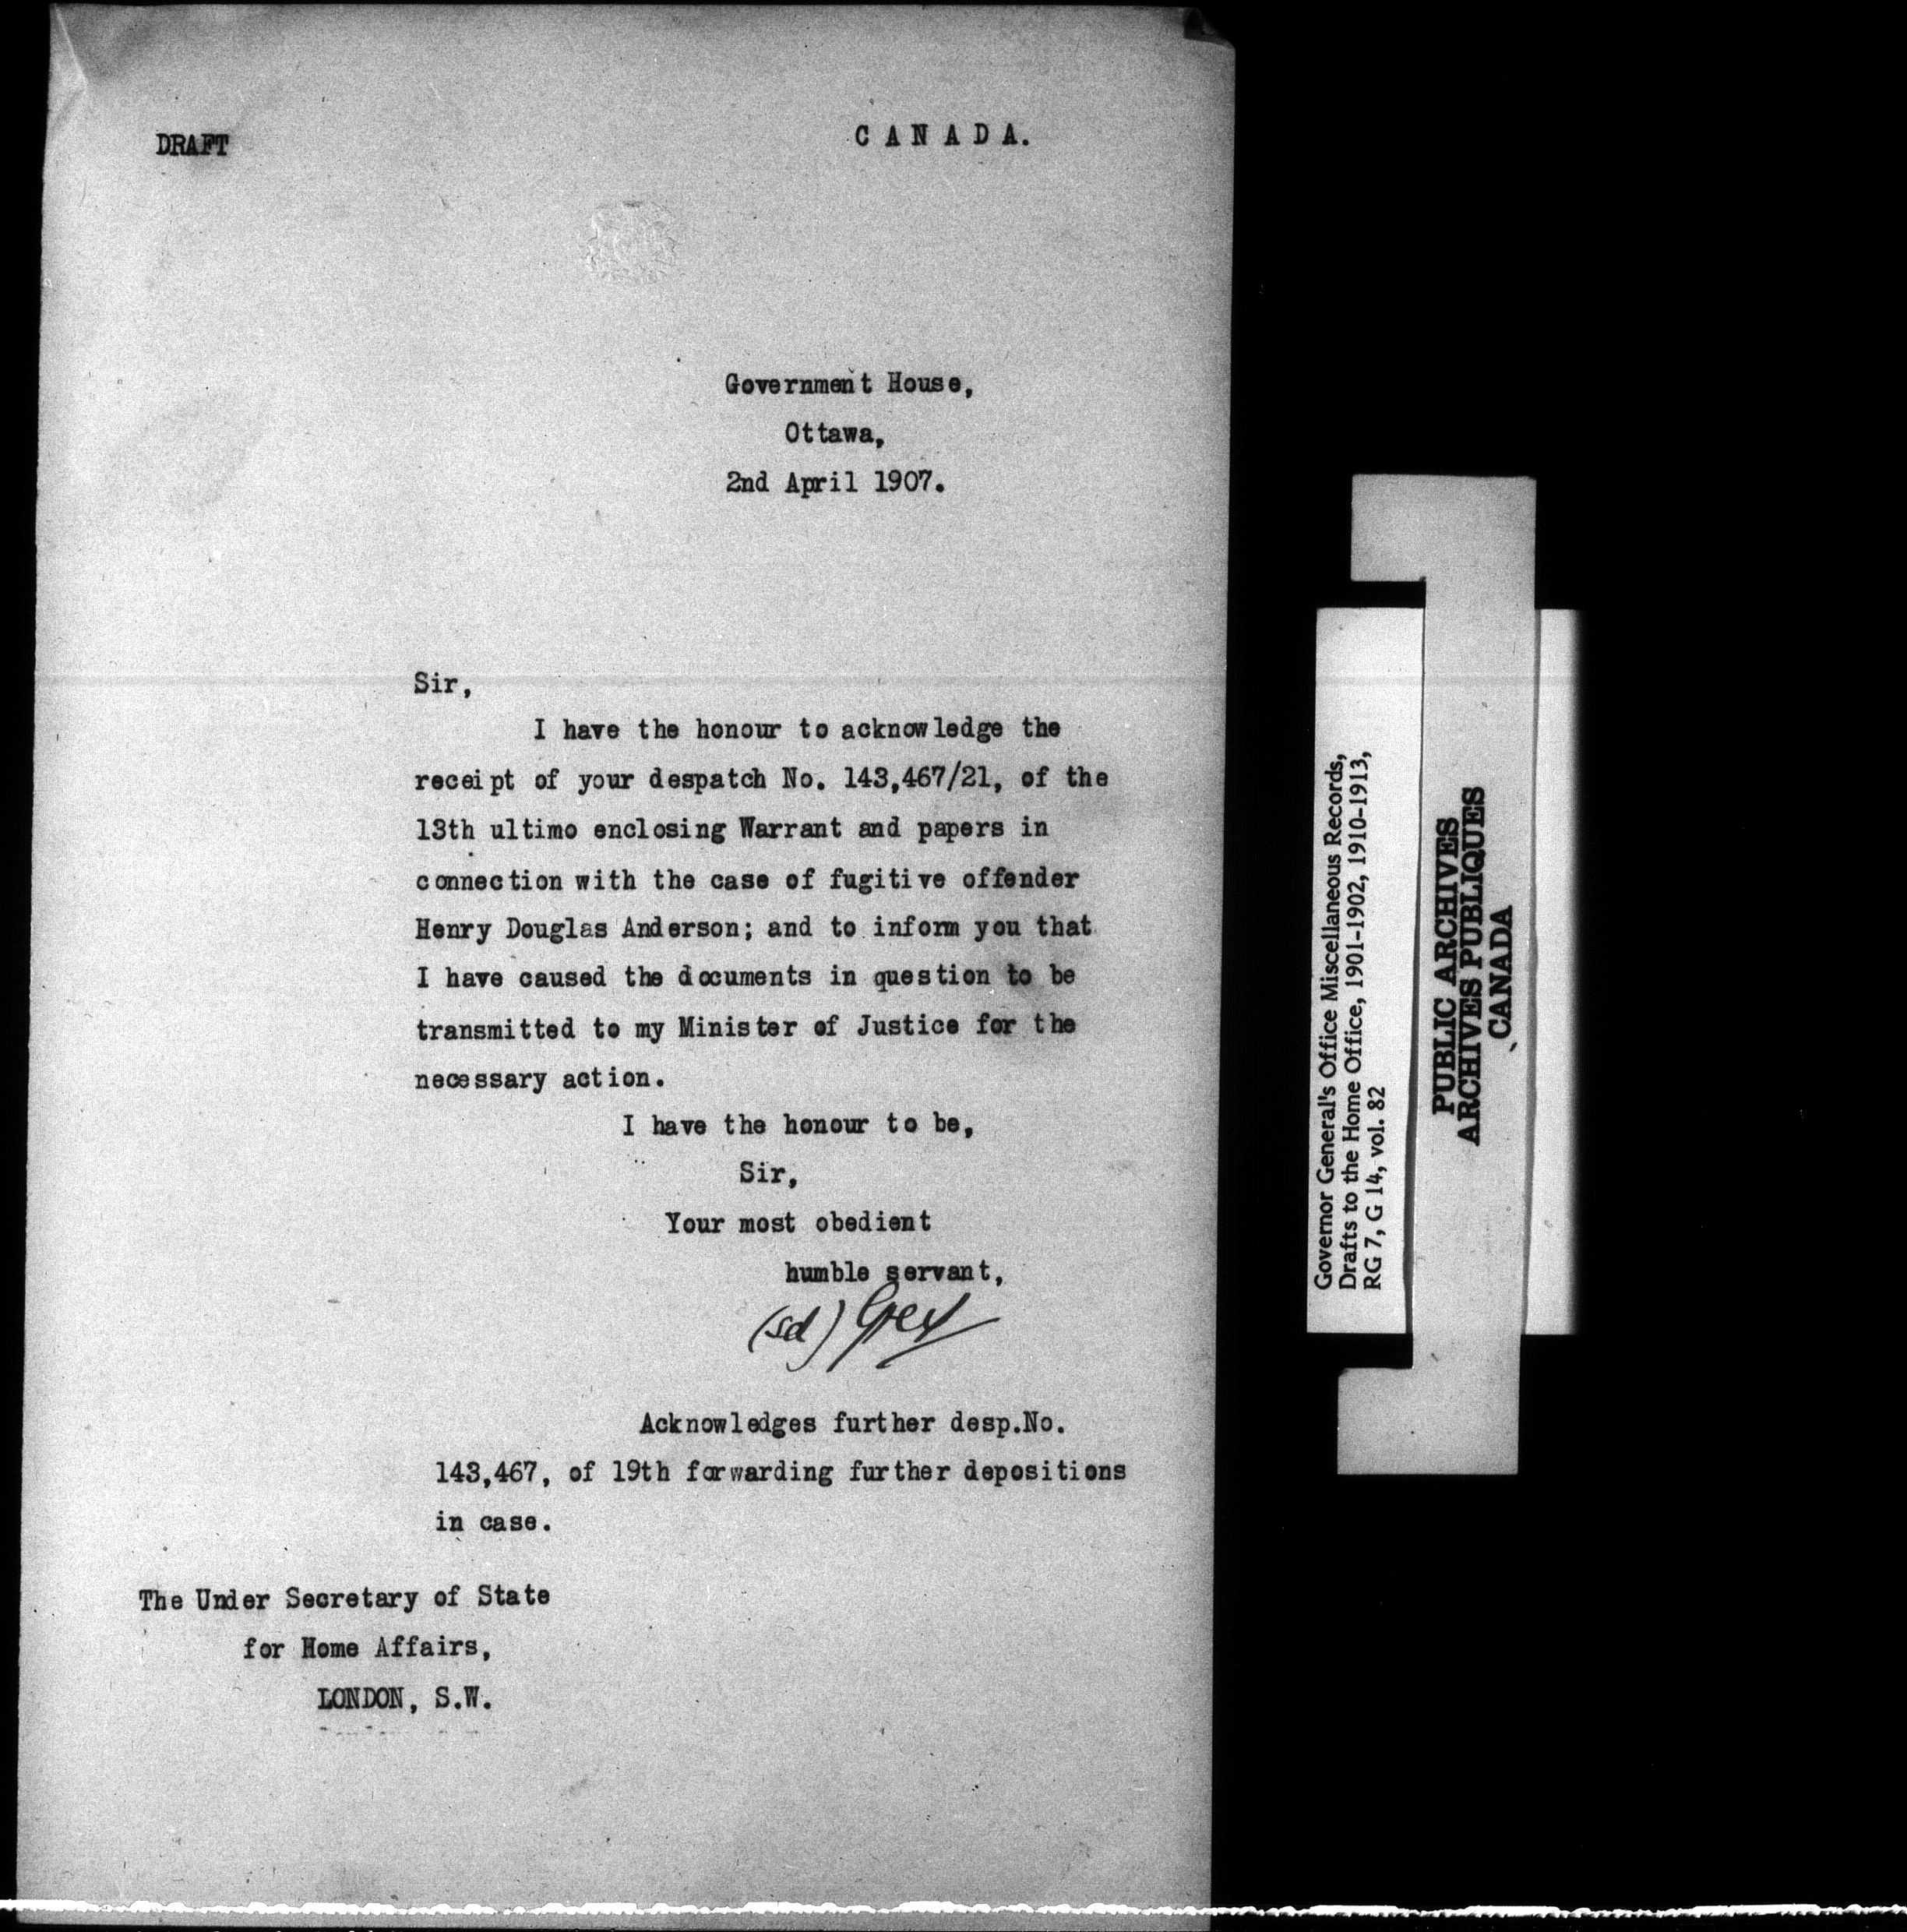 DRAFT
C A N A D A.
Government House,
Ottawa,
2nd April 1907.
Sir,
I have the honour to acknowledge the
receipt of your despatch No. 143,467/21, of the
13th ultimo enclosing Warrant and papers in
connection with the case of fugitive offender
Henry Douglas Anderson; and to inform you that
I have caused the documents in question to be
transmitted to my Minister of Justice for the
necessary action.
I have the honour to be,
Sir,
Your most obedient
humble servant,
(sd) Grey
Acknowledges further desp.No.
143,467, of 19th forwarding further depositions
in case.
The Under Secretary of State
for Home Affairs,
LONDON, S.W.
Governor General's Office Miscellaneous Records,
Drafts to the Home Office, 1901-1902, 1910-1913,
RG 7, G 14, vol. 82
PUBLIC ARCHIVES
ARCHIVES PUBLIQUES
CANADA